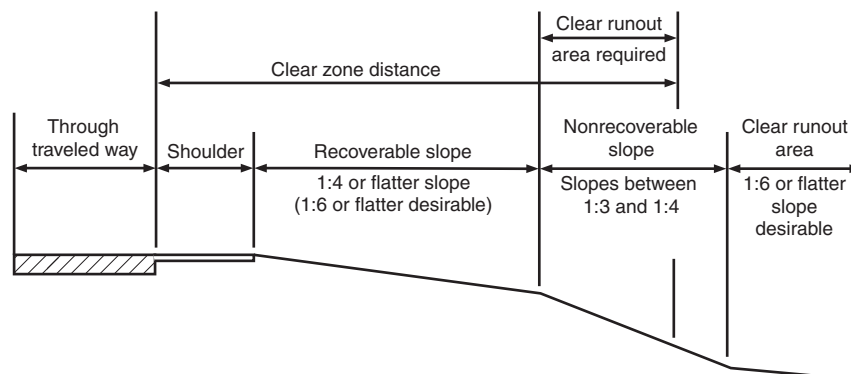 Clear runout
area required
Clear zone distance
Through
traveled way
Shoulder
Recoverable slope
1:4 or flatter slope
(1:6 or flatter desirable)
Nonrecoverable
slope
Slopes between
1:3 and 1:4
Clear runout
area
1:6 or flatter
slope
desirable